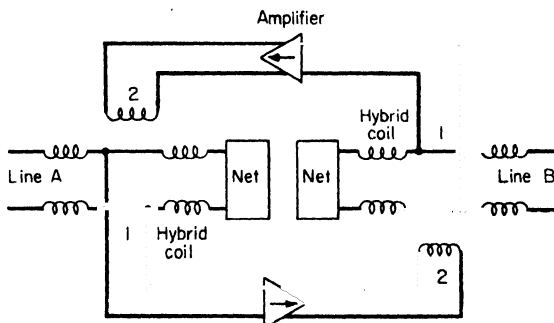 Amplifier
2
Hybrid
coil
1
Line A
Net
Net
Line B
1
Hybrid
coil
2